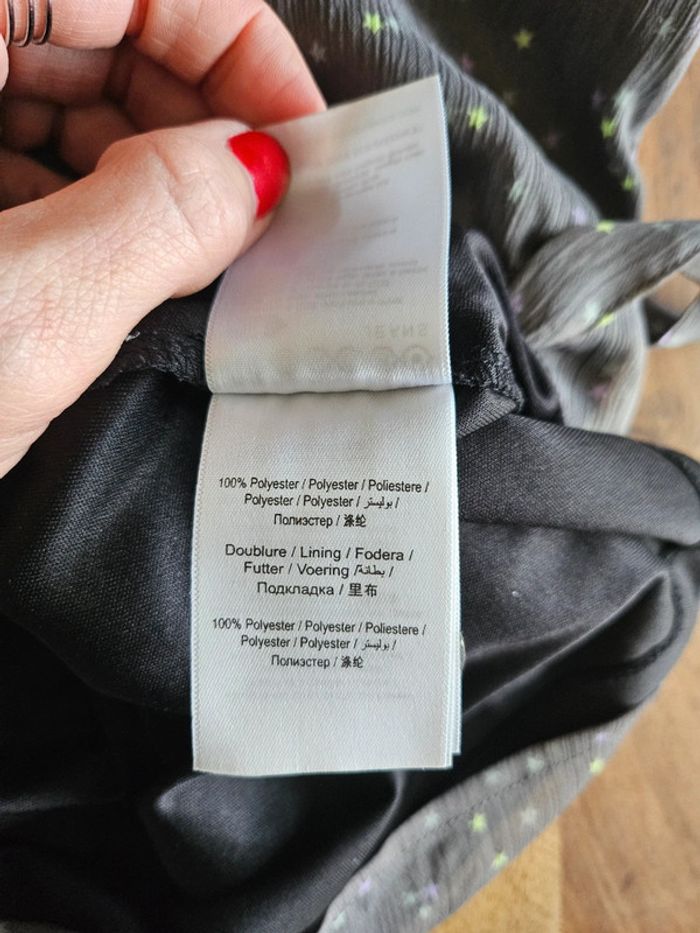 100% Polyester / Polyester / Poliestere /
Polyester / Polyester / بوليستر /
Полиэстер / 涤纶
Doublure / Lining / Fodera /
Futter / Voering / بطانة /
Подкладка / 里布
100% Polyester / Polyester / Poliestere /
Polyester / Polyester / بوليستر /
Полиэстер / 涤纶